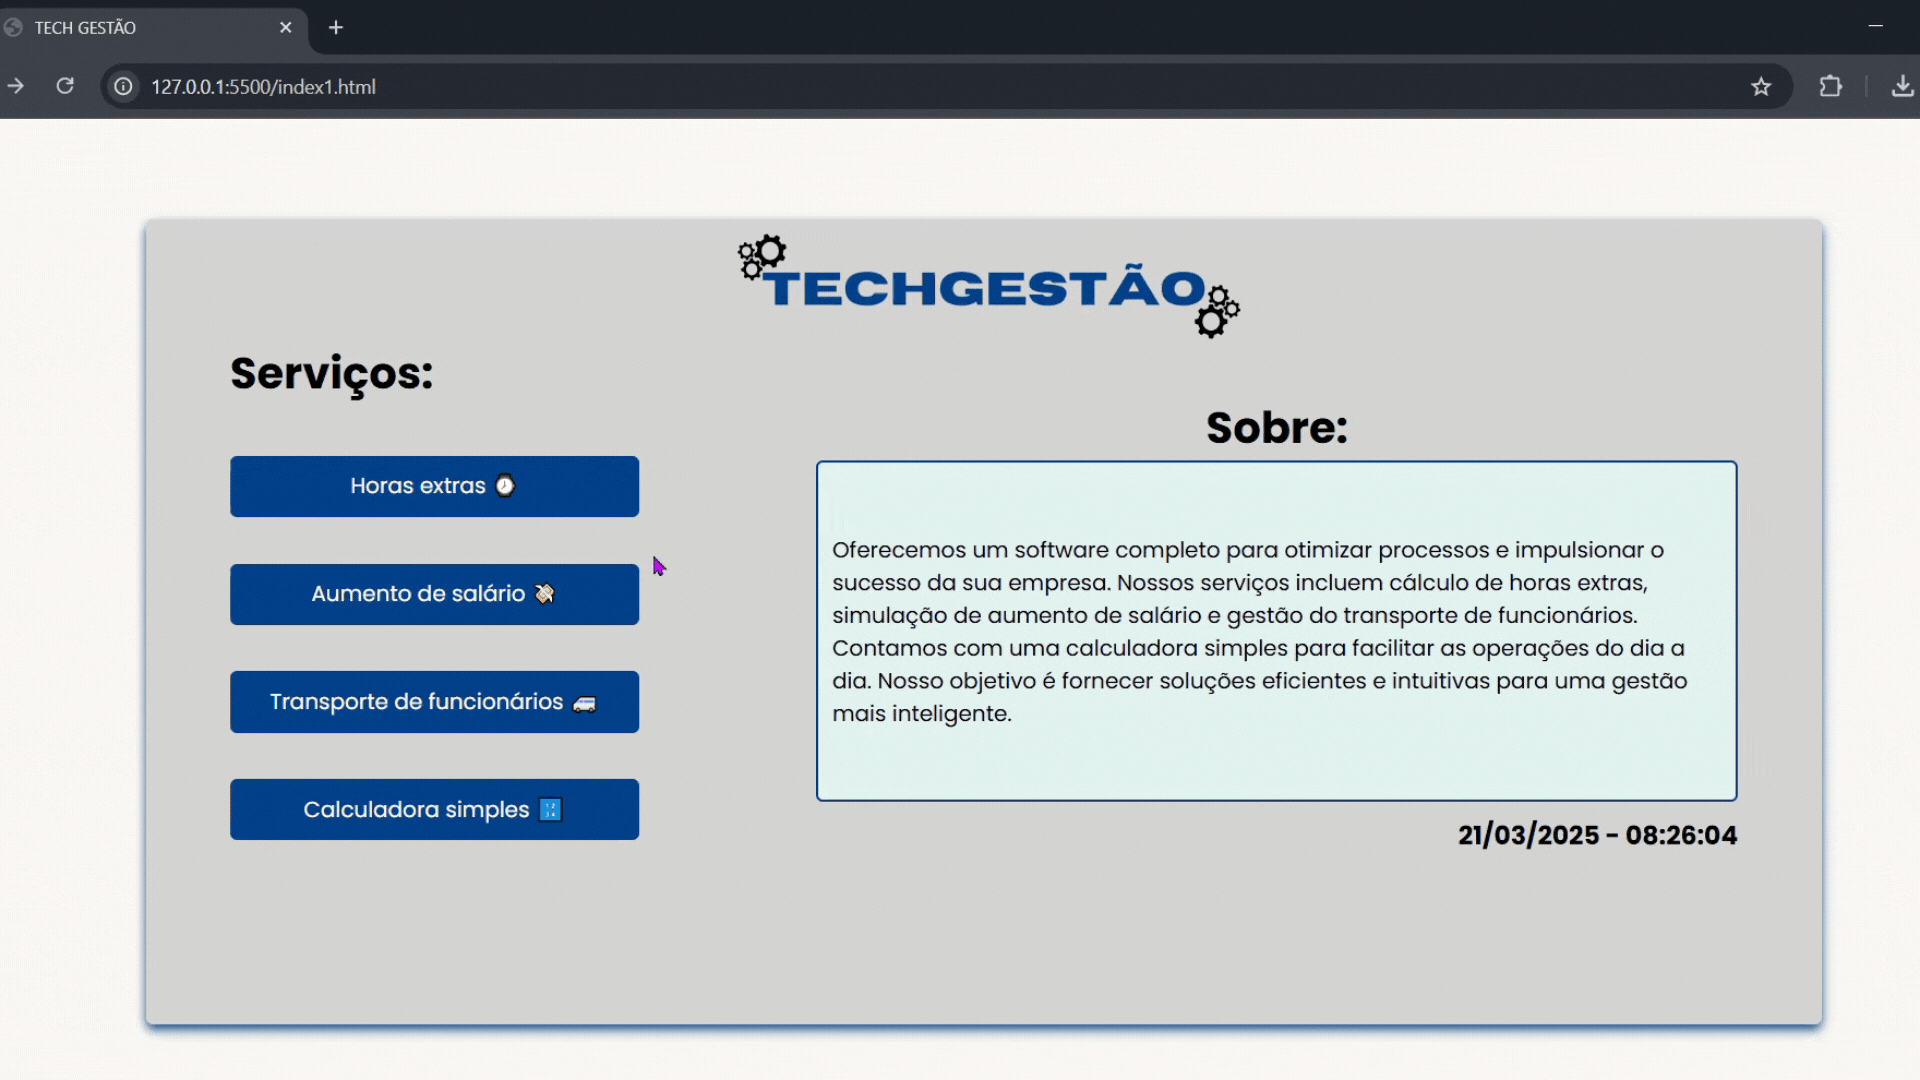 TECH GESTÃO
127.0.0.1:5500/index1.html
TECHGESTÃO
Serviços:
Horas extras
Aumento de salário
Transporte de funcionários
Calculadora simples
Sobre:
Oferecemos um software completo para otimizar processos e impulsionar o
sucesso da sua empresa. Nossos serviços incluem cálculo de horas extras,
simulação de aumento de salário e gestão do transporte de funcionários.
Contamos com uma calculadora simples para facilitar as operações do dia a
dia. Nosso objetivo é fornecer soluções eficientes e intuitivas para uma gestão
mais inteligente.
21/03/2025 - 08:26:04